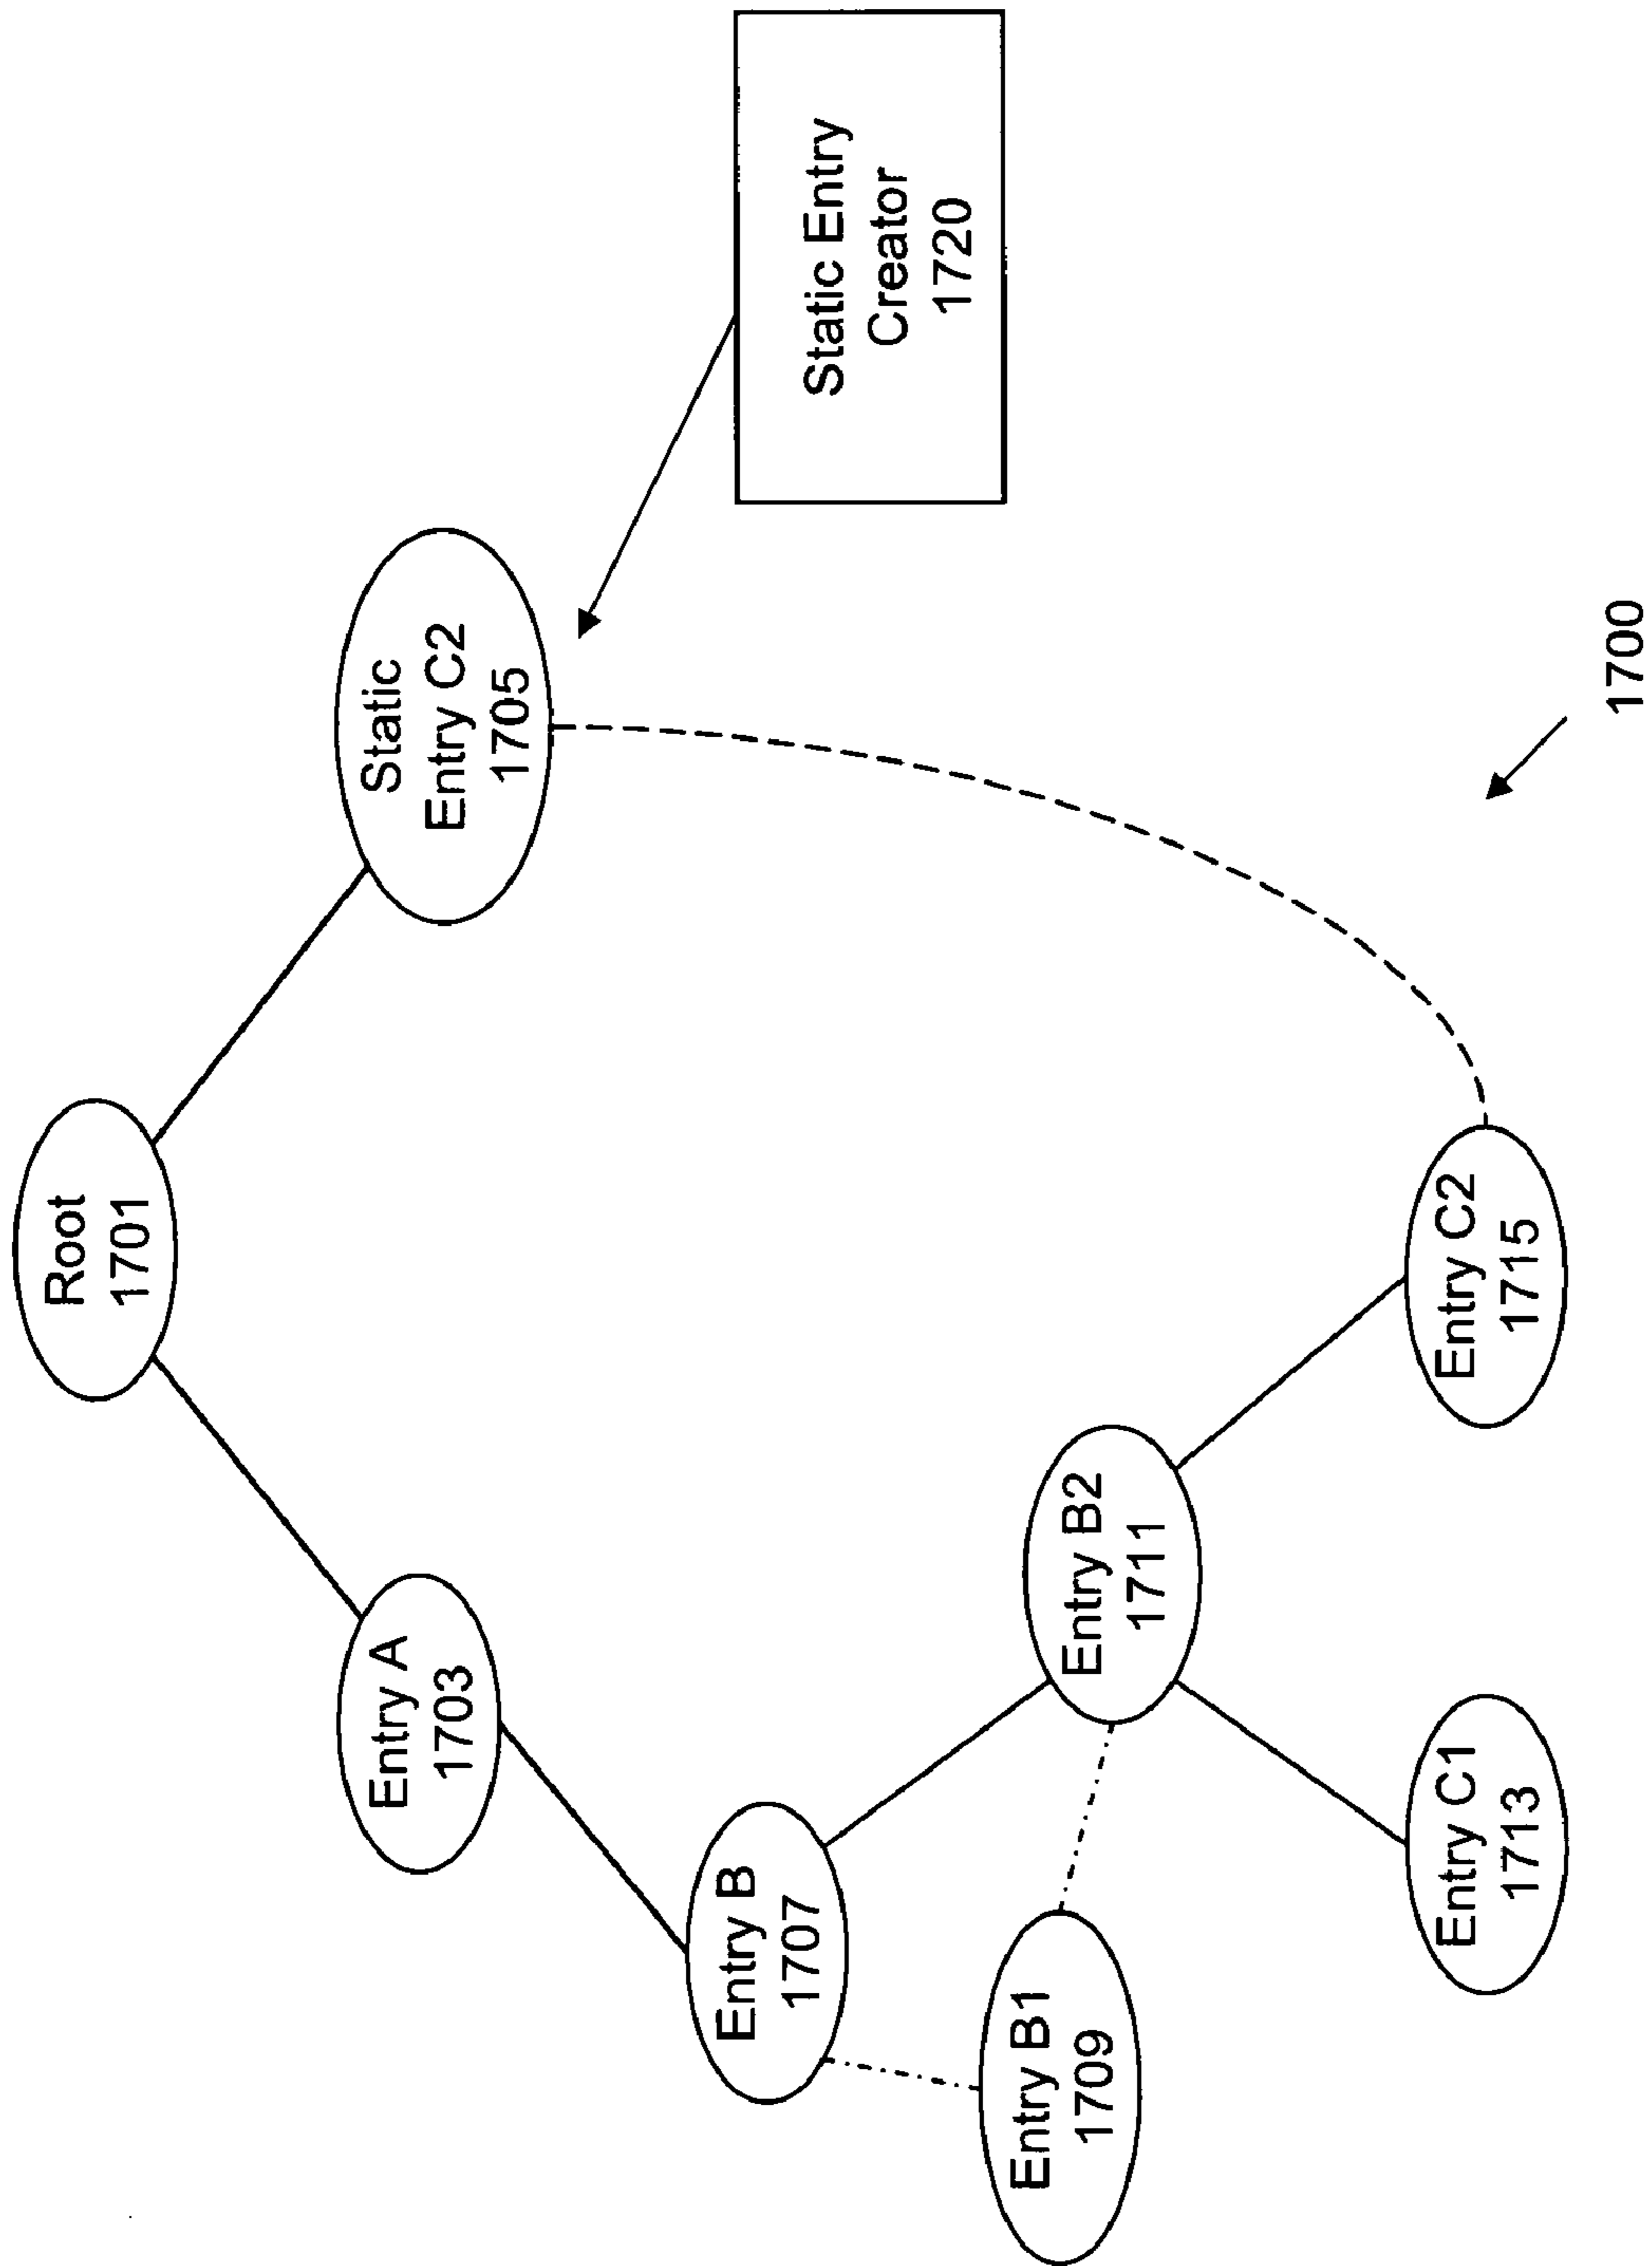 Root
1701
Entry A
1703
Static
Entry C2
1705
Entry B
1707
Static Entry
Creator
1720
Entry B1
1709
Entry B2
1711
Entry C1
1713
Entry C2
1715
1700